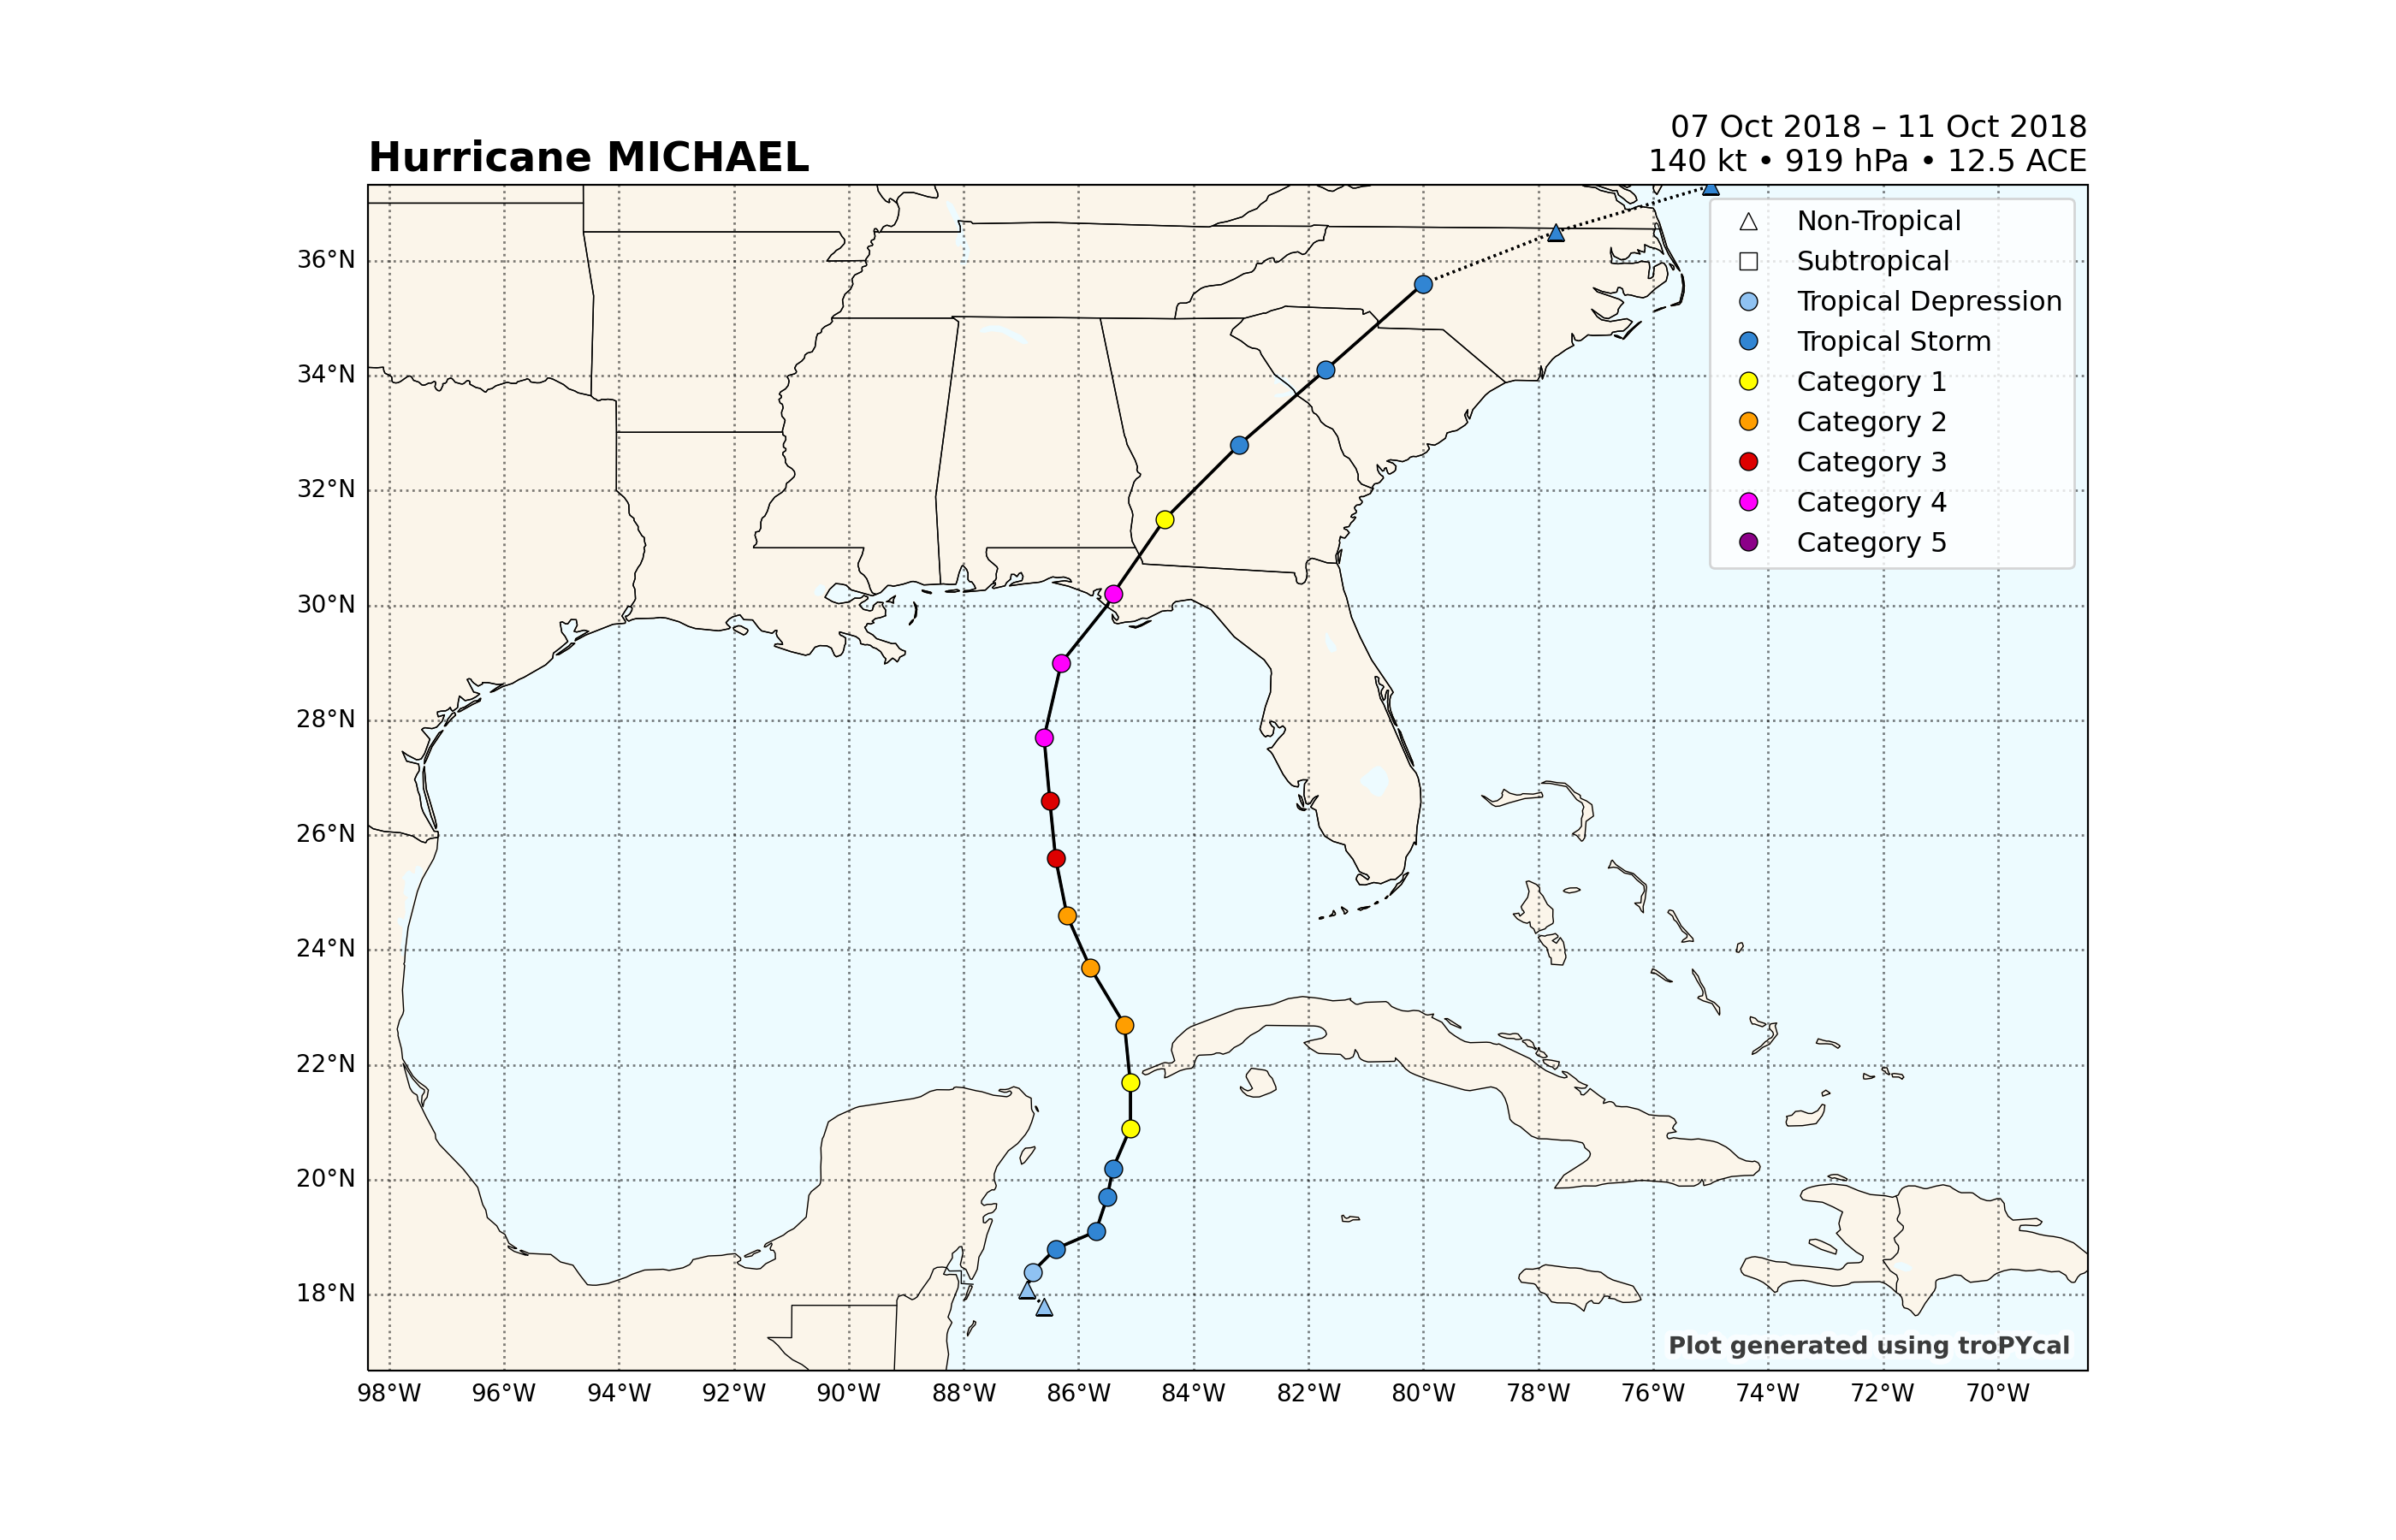 Hurricane MICHAEL
07 Oct 2018 – 11 Oct 2018
140 kt • 919 hPa • 12.5 ACE
Non-Tropical
Subtropical
Tropical Depression
Tropical Storm
Category 1
Category 2
Category 3
Category 4
Category 5
36°N
34°N
32°N
30°N
28°N
26°N
24°N
22°N
20°N
18°N
Plot generated using troPYcal
98°W 96°W 94°W 92°W 90°W 88°W 86°W 84°W 82°W 80°W 78°W 76°W 74°W 72°W 70°W